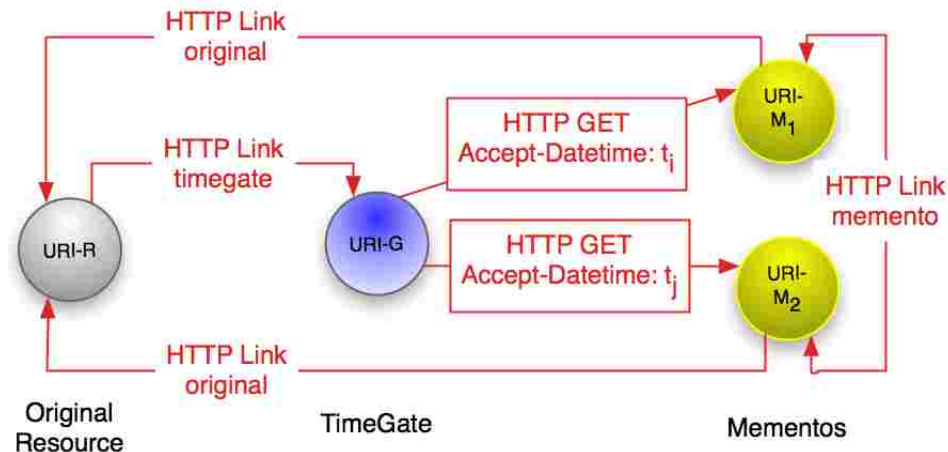 HTTP Link
original
HTTP GET
Accept-Datetime: ti
URI-
M1
HTTP Link
timegate
HTTP Link
memento
URI-R
URI-G
HTTP GET
Accept-Datetime: tj
URI-
M2
HTTP Link
original
Original
Resource
TimeGate
Mementos